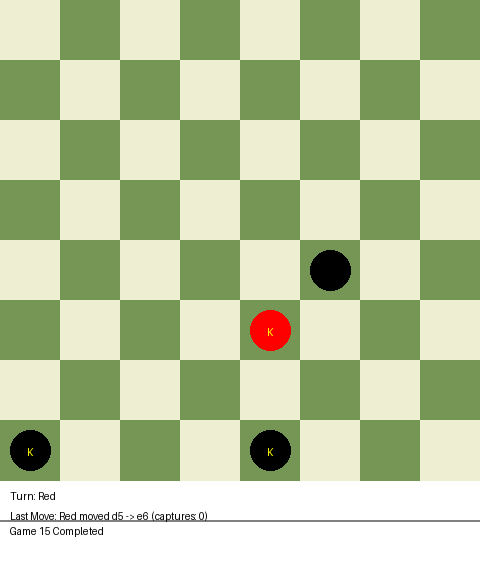 K
K
K
Turn: Red
Last Move: Red moved d5 -> e6 (captures: 0)
Game 15 Completed